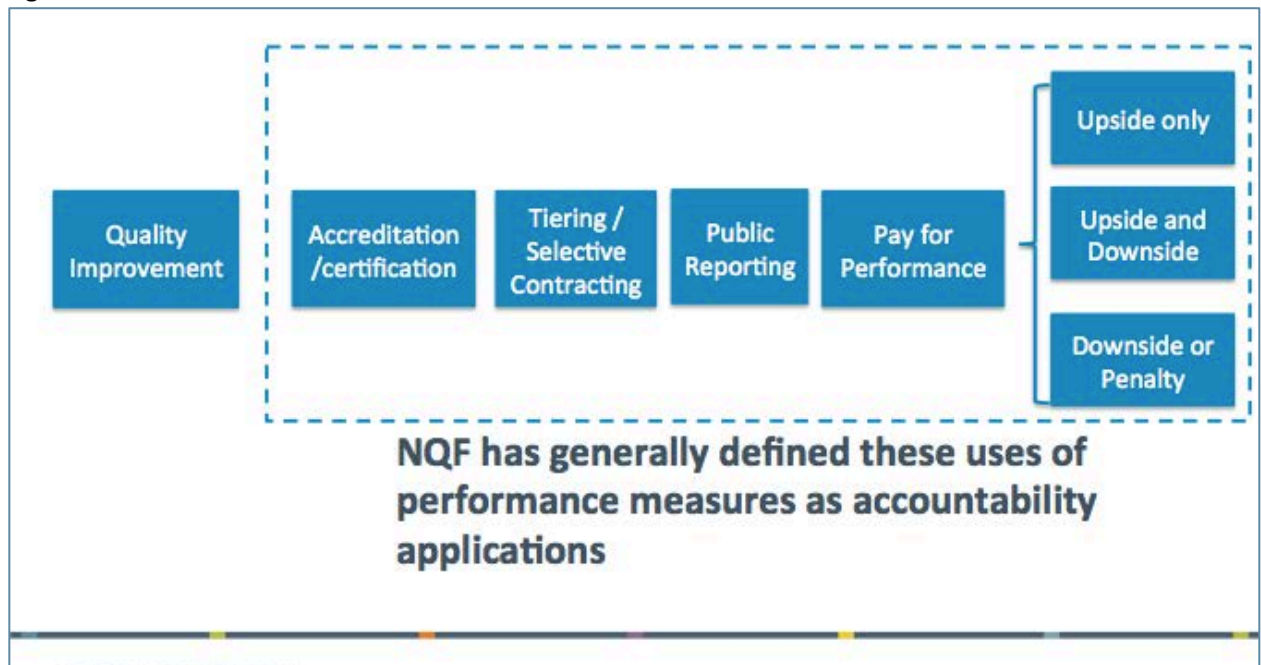 Quality
Improvement
Accreditation
/certification
Tiering /
Selective
Contracting
Public
Reporting
Pay for
Performance
Upside only
Upside and
Downside
Downside or
Penalty
NQF has generally defined these uses of
performance measures as accountability
applications